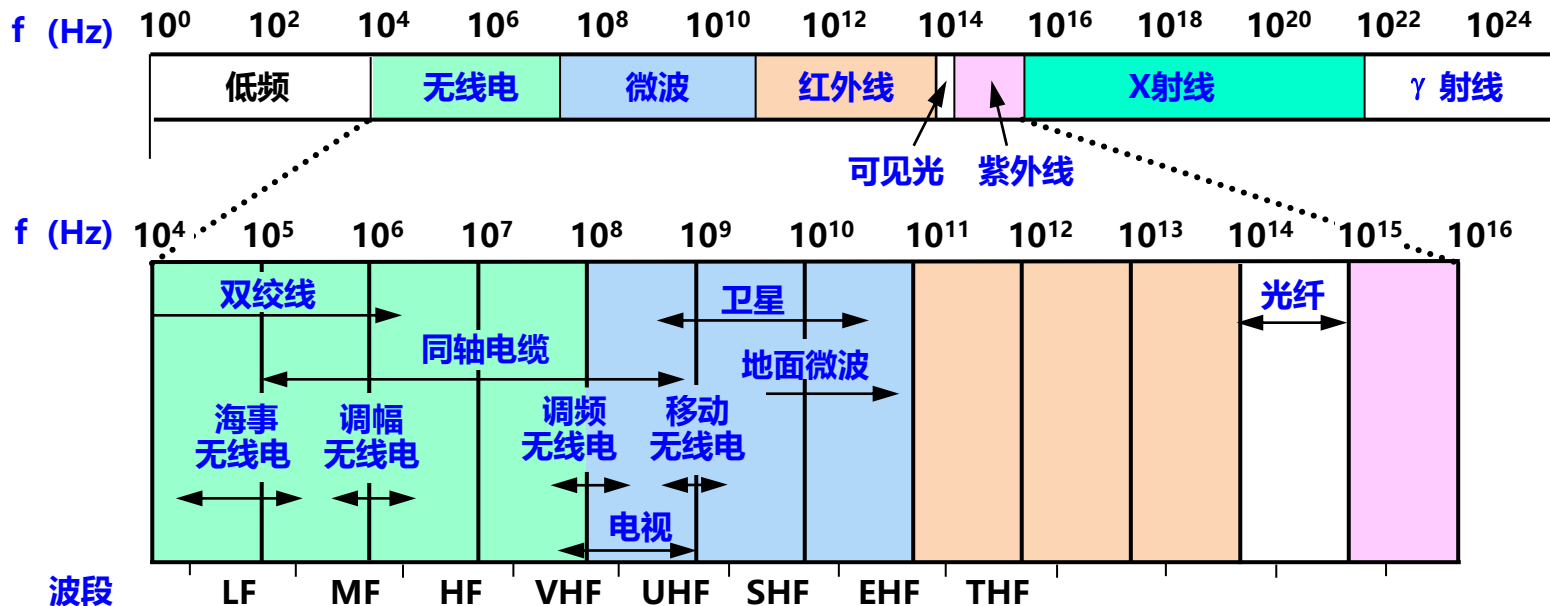 f (Hz) 10⁰ 10² 10⁴ 10⁶ 10⁸ 10¹⁰ 10¹² 10¹⁴ 10¹⁶ 10¹⁸ 10²⁰ 10²² 10²⁴
低频 无线电 微波 红外线 X射线 γ 射线
可见光 紫外线
f (Hz) 10⁴ 10⁵ 10⁶ 10⁷ 10⁸ 10⁹ 10¹⁰ 10¹¹ 10¹² 10¹³ 10¹⁴ 10¹⁵ 10¹⁶
双绞线 卫星 光纤
同轴电缆 地面微波
海事 调幅 调频 移动
无线电 无线电 无线电 无线电
电视
波段 LF MF HF VHF UHF SHF EHF THF